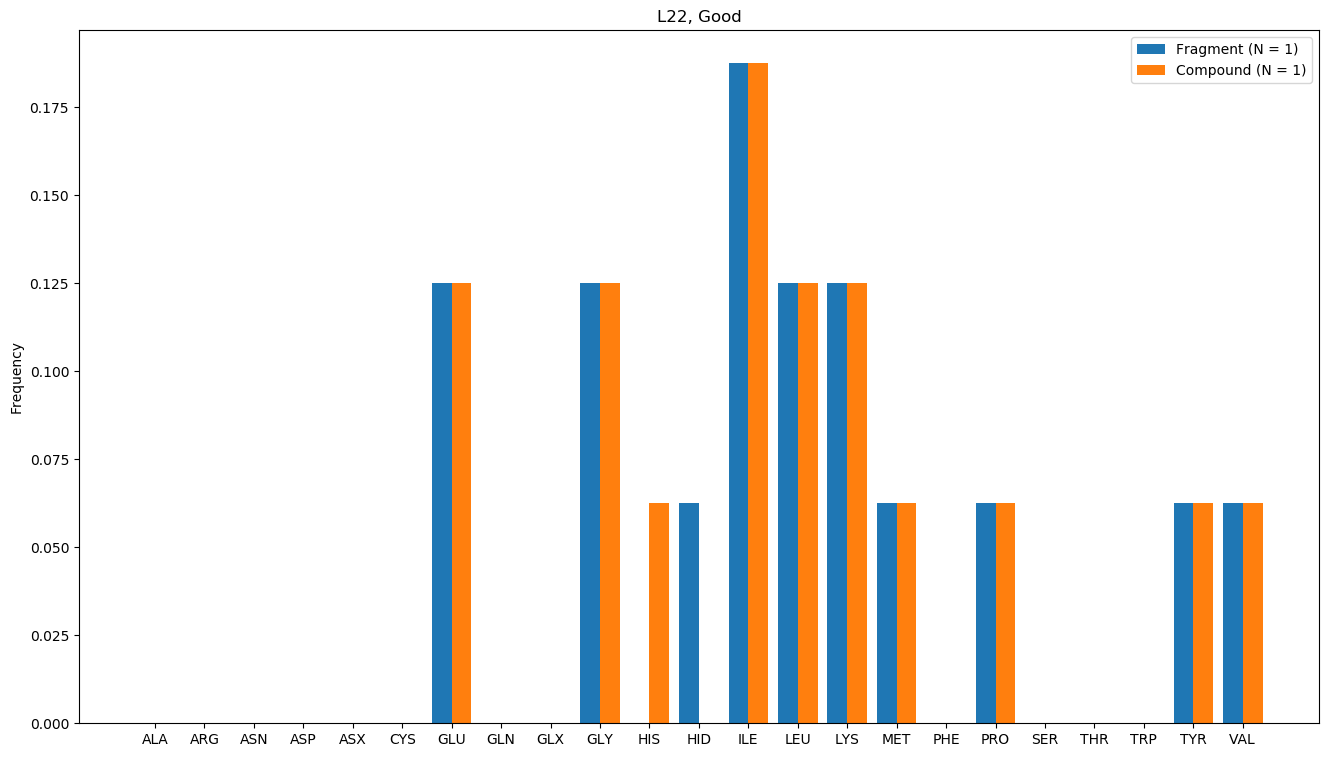 L22, Good
Fragment (N = 1)
Compound (N = 1)
Frequency
0.175
0.150
0.125
0.100
0.075
0.050
0.025
0.000
ALA ARG ASN ASP ASX CYS GLU GLN GLX GLY HIS HID ILE LEU LYS MET PHE PRO SER THR TRP TYR VAL